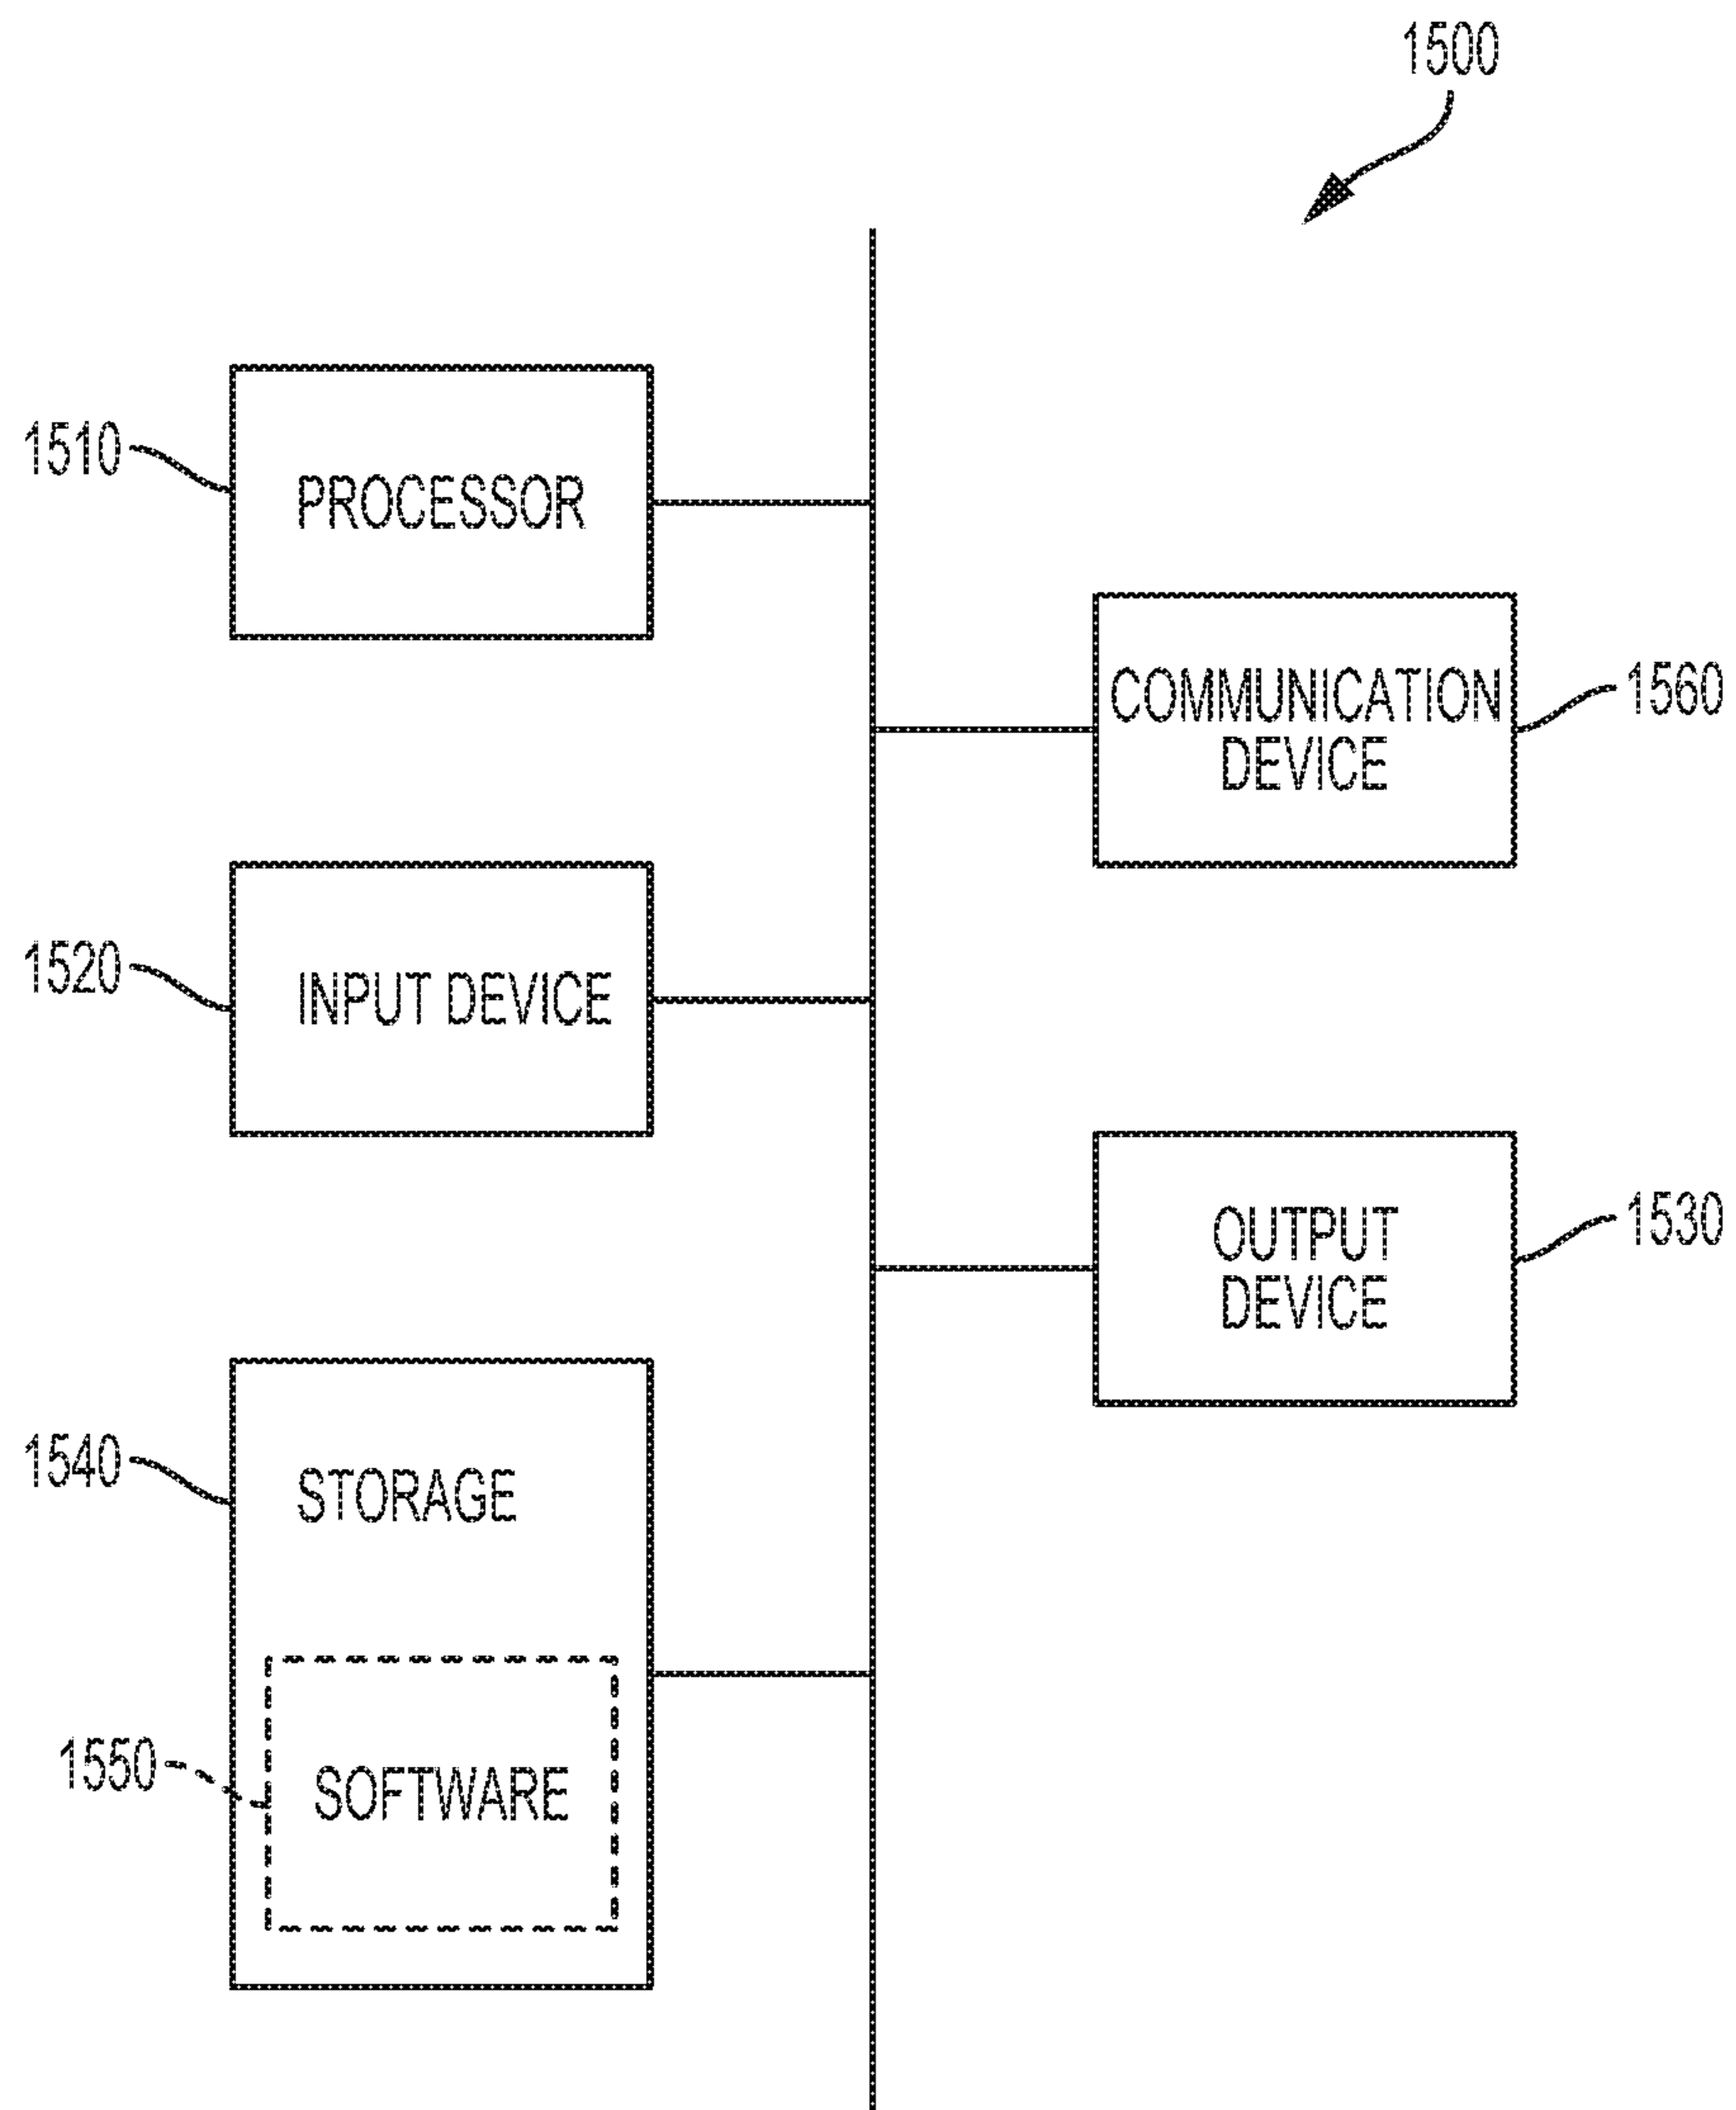 1500
1510
PROCESSOR
COMMUNICATION
DEVICE
1560
1520
INPUT DEVICE
OUTPUT
DEVICE
1530
1540
STORAGE
1550
SOFTWARE